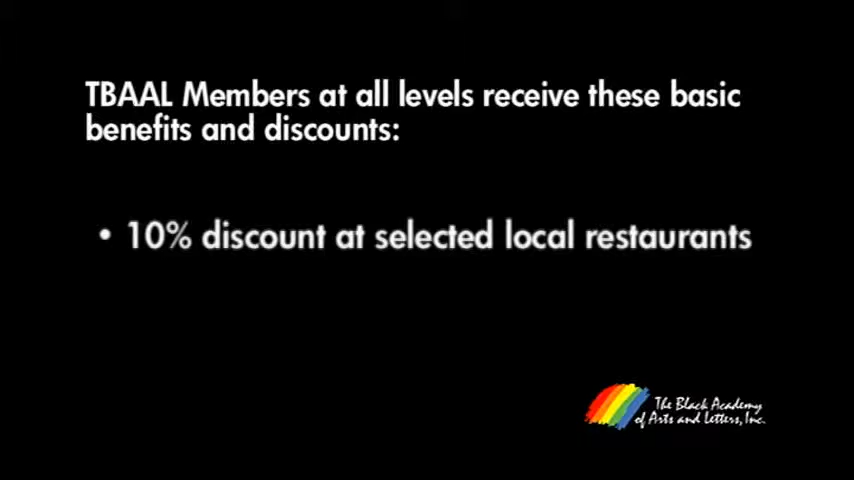 TBAAL Members at all levels receive these basic
benefits and discounts:
• 10% discount at selected local restaurants
The Black Academy
of Arts and Letters, Inc.